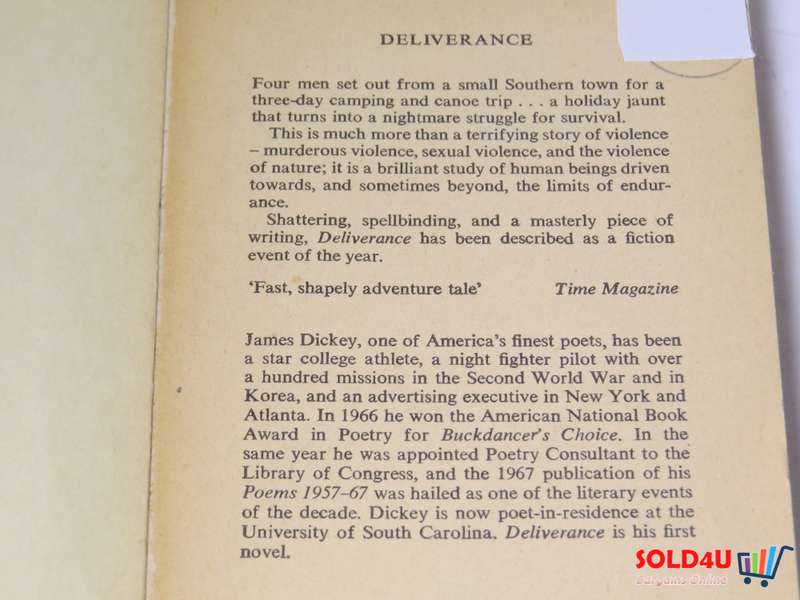 DELIVERANCE
Four men set out from a small Southern town for a
three-day camping and canoe trip . . . a holiday jaunt
that turns into a nightmare struggle for survival.
This is much more than a terrifying story of violence
– murderous violence, sexual violence, and the violence
of nature; it is a brilliant study of human beings driven
towards, and sometimes beyond, the limits of endur-
ance.
Shattering, spellbinding, and a masterly piece of
writing, Deliverance has been described as a fiction
event of the year.
‘Fast, shapely adventure tale’ Time Magazine
James Dickey, one of America’s finest poets, has been
a star college athlete, a night fighter pilot with over
a hundred missions in the Second World War and in
Korea, and an advertising executive in New York and
Atlanta. In 1966 he won the American National Book
Award in Poetry for Buckdancer’s Choice. In the
same year he was appointed Poetry Consultant to the
Library of Congress, and the 1967 publication of his
Poems 1957–67 was hailed as one of the literary events
of the decade. Dickey is now poet-in-residence at the
University of South Carolina. Deliverance is his first
novel.
SOLD4U
Bargains Online